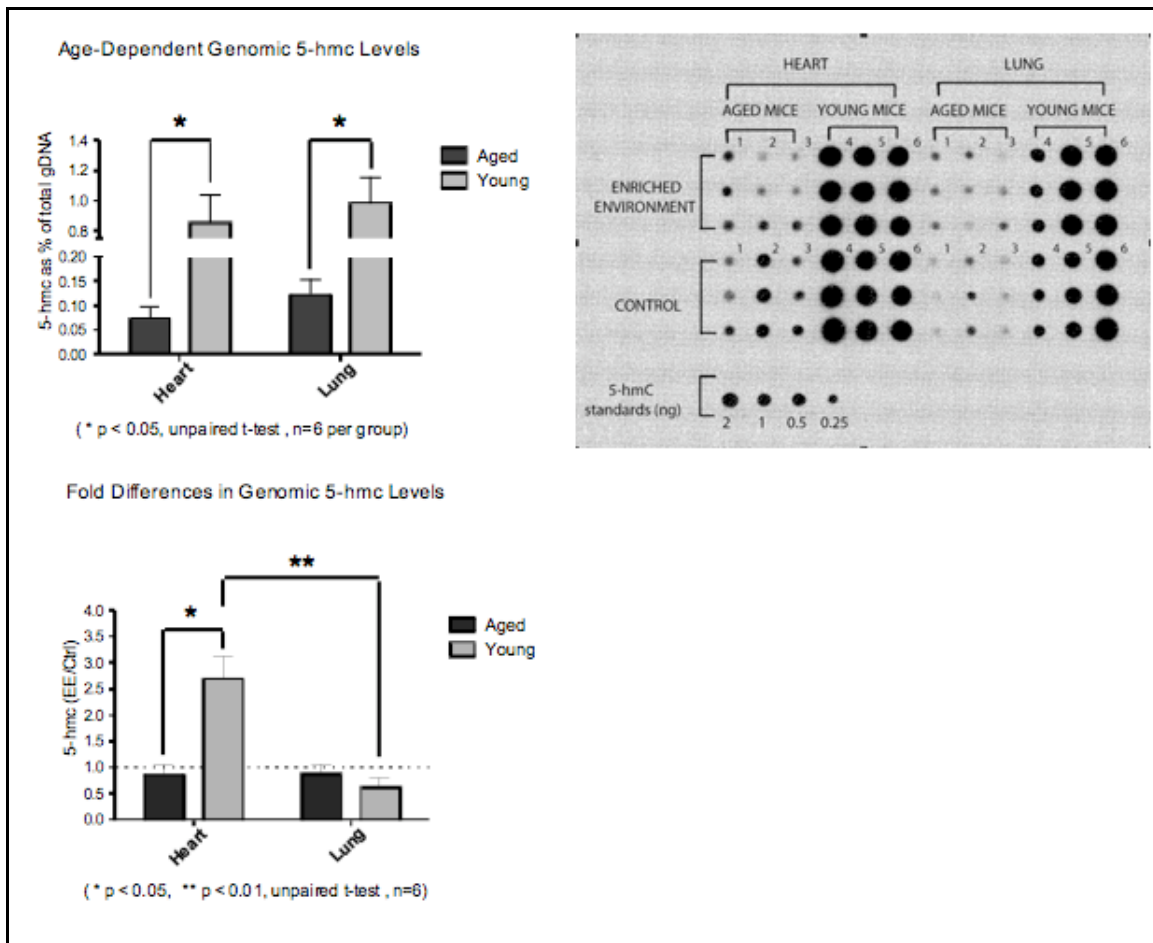 Age-Dependent Genomic 5-hmc Levels
* *
1.4
1.2
1.0
0.8
0.20
0.15
0.10
0.05
0.00
5-hmc as % of total gDNA
Aged
Young
Heart Lung
( * p < 0.05, unpaired t-test , n=6 per group)
HEART LUNG
AGED MICE YOUNG MICE AGED MICE YOUNG MICE
1 2 3 4 5 6 1 2 3 4 5 6
ENRICHED
ENVIRONMENT
1 2 3 4 5 6 1 2 3 4 5 6
CONTROL
5-hmC
standards (ng)
2 1 0.5 0.25
Fold Differences in Genomic 5-hmc Levels
**
*
4.0
3.5
3.0
2.5
2.0
1.5
1.0
0.5
0.0
5-hmc (EE/Ctrl)
Aged
Young
Heart Lung
( * p < 0.05, ** p < 0.01, unpaired t-test , n=6)